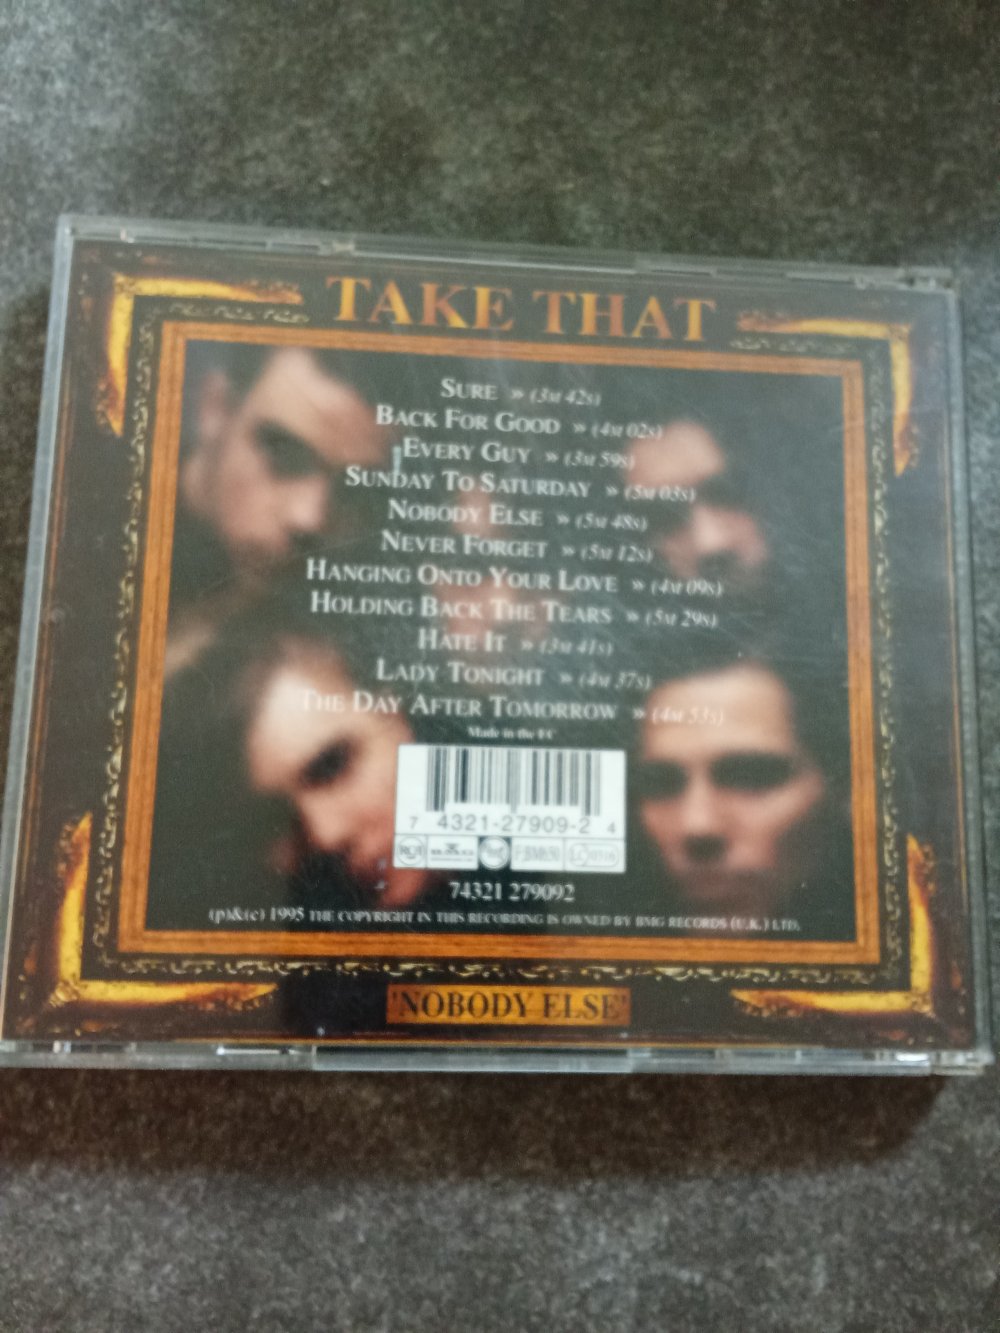 TAKE THAT
SURE » (3M 42S)
BACK FOR GOOD » (4M 02S)
EVERY GUY » (3M 59S)
SUNDAY TO SATURDAY » (5M 03S)
NOBODY ELSE » (5M 48S)
NEVER FORGET » (5M 12S)
HANGING ONTO YOUR LOVE » (4M 09S)
HOLDING BACK THE TEARS » (5M 29S)
HATE IT » (3M 41S)
LADY TONIGHT » (4M 37S)
THE DAY AFTER TOMORROW » (4M 53S)
Made in the EC
7 4321-27909-2 4
RCA BMG LC 0316
74321 279092
(p)&(c) 1995 THE COPYRIGHT IN THIS RECORDING IS OWNED BY BMG RECORDS (U.K.) LTD.
'NOBODY ELSE'